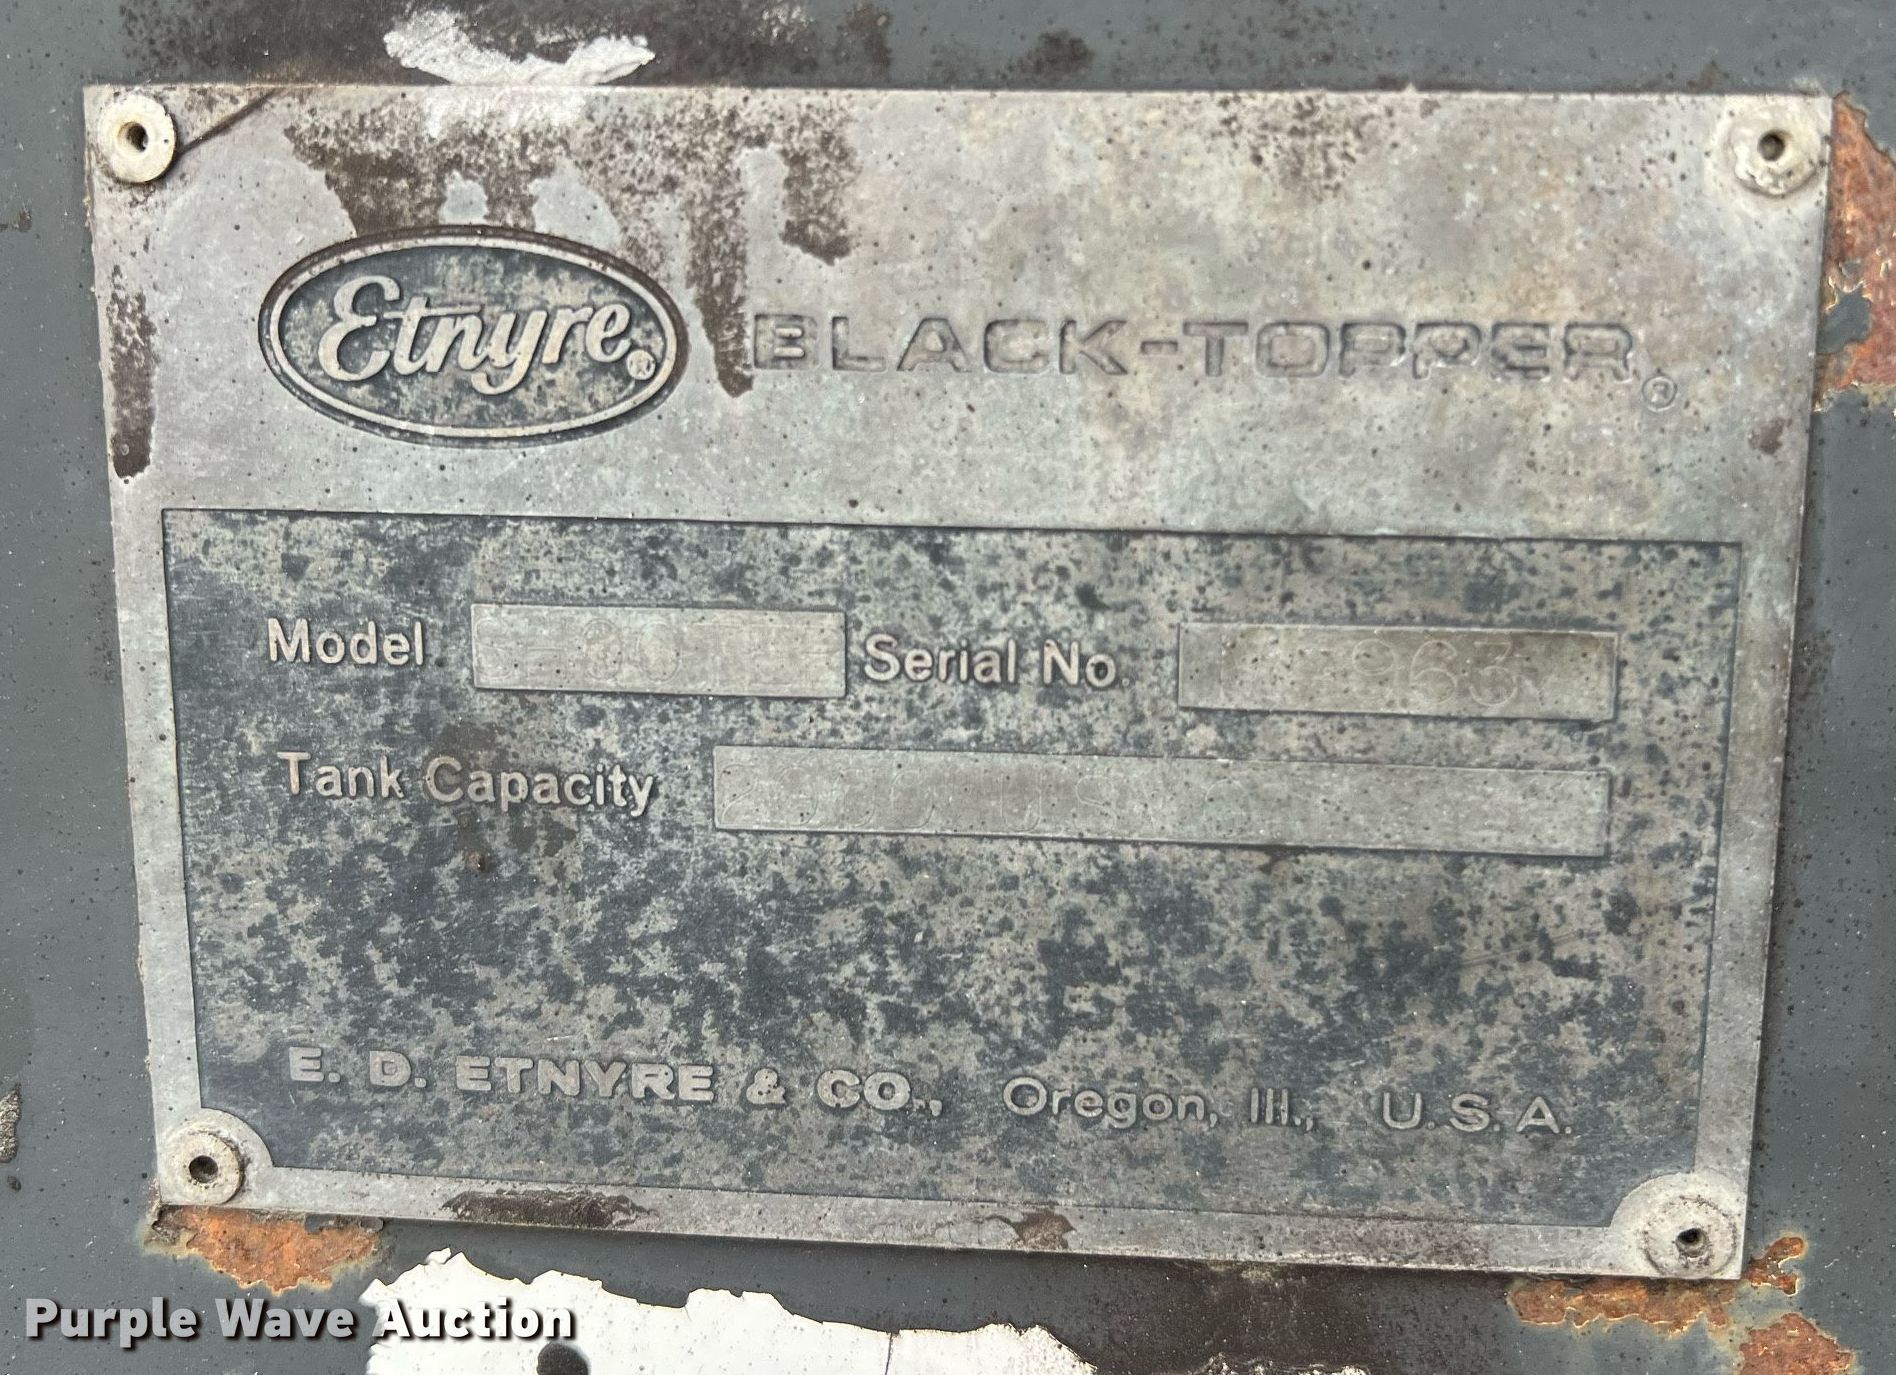 Etnyre® BLACK-TOPPER®
Model Serial No.
Tank Capacity
E. D. ETNYRE & CO., Oregon, Ill., U.S.A.
Purple Wave Auction